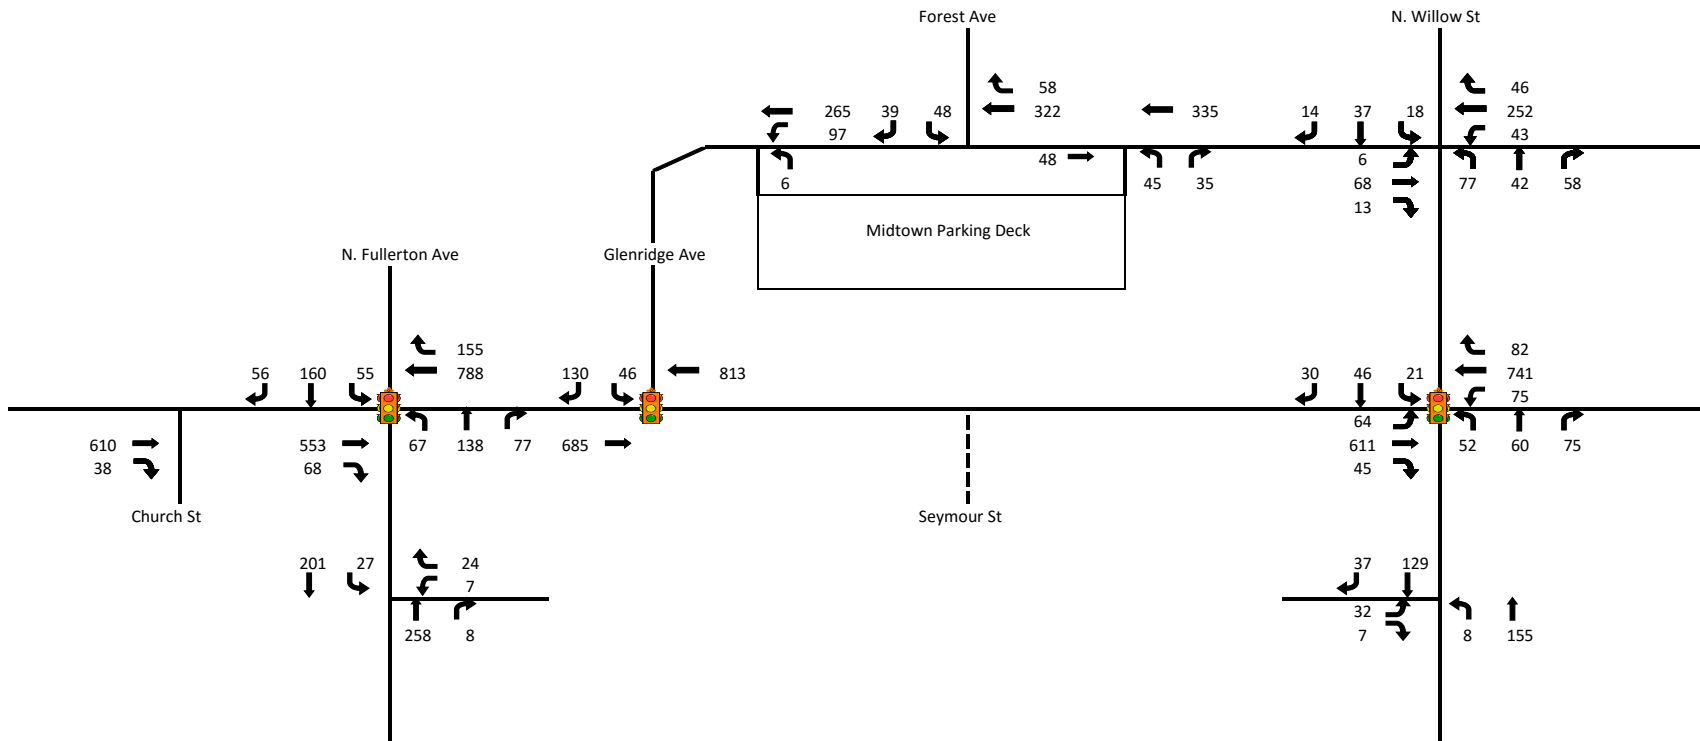 Forest Ave
N. Willow St
58
46
265 39 48
322
335
14 37 18
252
97
43
48
6
6
45 35
68
77 42 58
13
Midtown Parking Deck
N. Fullerton Ave
Glenridge Ave
155
82
56 160 55
788
130 46
813
30 46 21
741
75
64
610
553
67 138 77
685
611
52 60 75
38
68
45
Church St
Seymour St
201 27
24
37 129
7
32
258 8
7
8 155